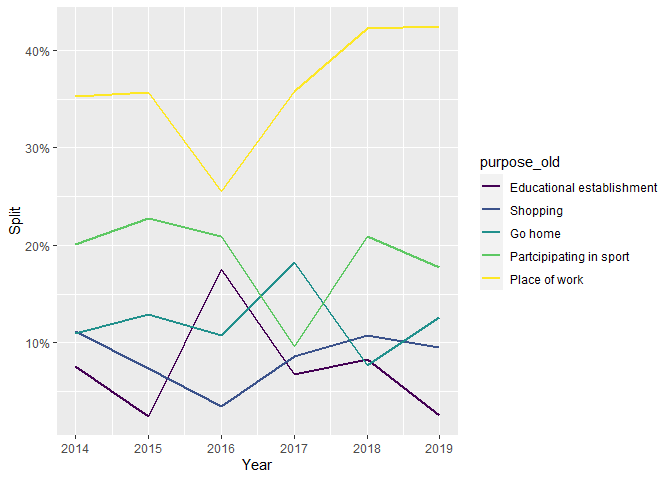 40%
30%
20%
10%
Split
2014 2015 2016 2017 2018 2019
Year
purpose_old
Educational establishment
Shopping
Go home
Partcipipating in sport
Place of work